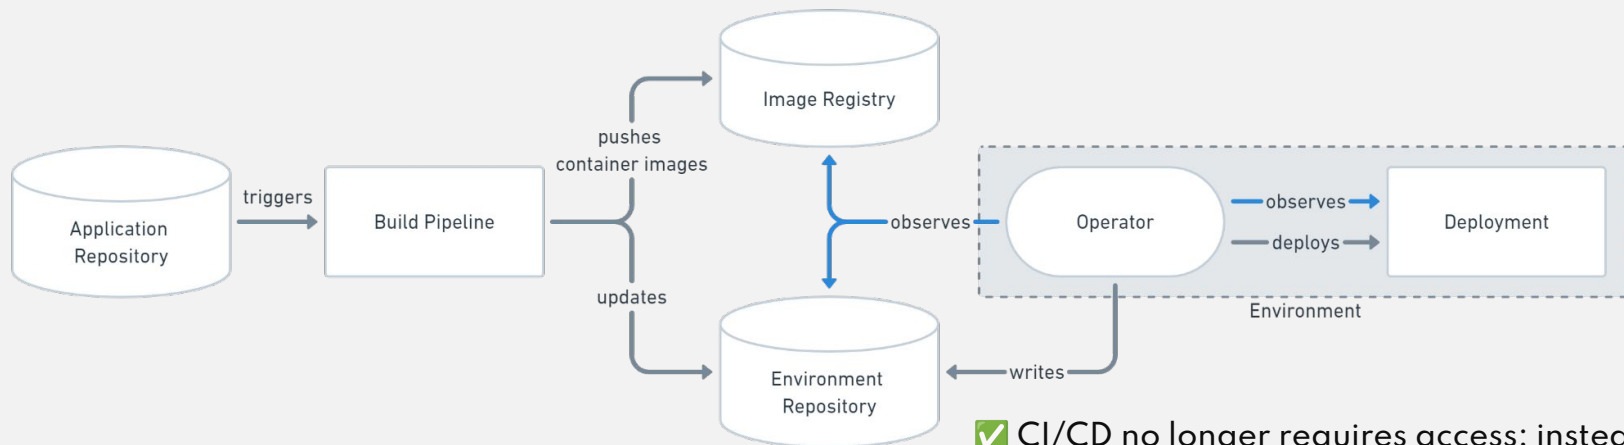 Image Registry
pushes
container images
triggers
Application
Repository
Build Pipeline
observes
Operator
observes
deploys
Deployment
updates
Environment
Environment
Repository
writes
✅ CI/CD no longer requires access; instead